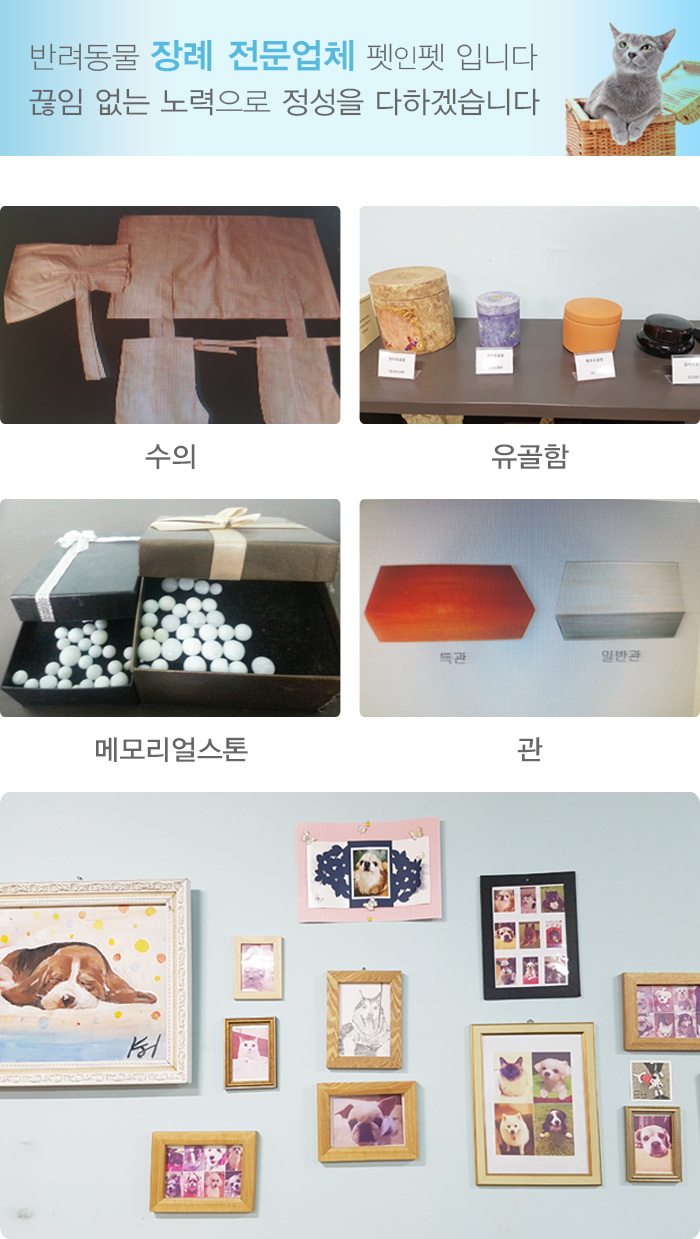 반려동물 장례 전문업체 펫인펫 입니다
끊임 없는 노력으로 정성을 다하겠습니다
수의
유골함
특관
일반관
메모리얼스톤
관